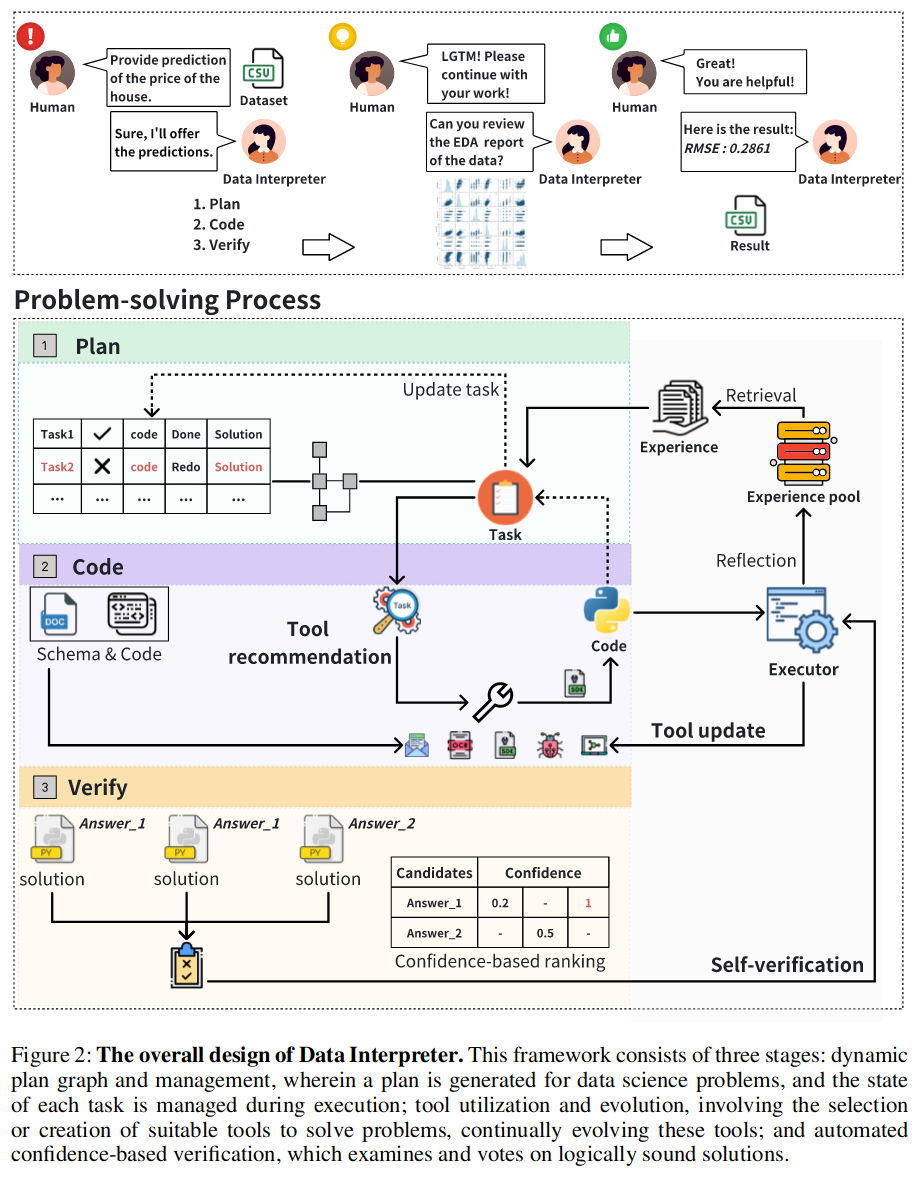 Provide prediction
of the price of the
house.
CSV
Human
Dataset
Sure, I'll offer
the predictions.
Data Interpreter
1. Plan
2. Code
3. Verify
LGTM! Please
continue with
your work!
Human
Can you review
the EDA report
of the data?
Data Interpreter
Great!
You are helpful!
Human
Here is the result:
RMSE : 0.2861
Data Interpreter
CSV
Result
Problem-solving Process
1 Plan
Update task
Task1 code Done Solution
Task2 code Redo Solution
... ... ... ... ...
Task
Experience
Retrieval
Experience pool
Reflection
2 Code
DOC
Schema & Code
Task
Tool
recommendation
Code
Executor
OCR
SDE
SDE
Tool update
3 Verify
Answer_1 Answer_1 Answer_2
PY PY PY
solution solution solution
Candidates Confidence
Answer_1 0.2 - 1
Answer_2 - 0.5 -
Confidence-based ranking
Self-verification
Figure 2: The overall design of Data Interpreter. This framework consists of three stages: dynamic
plan graph and management, wherein a plan is generated for data science problems, and the state
of each task is managed during execution; tool utilization and evolution, involving the selection
or creation of suitable tools to solve problems, continually evolving these tools; and automated
confidence-based verification, which examines and votes on logically sound solutions.